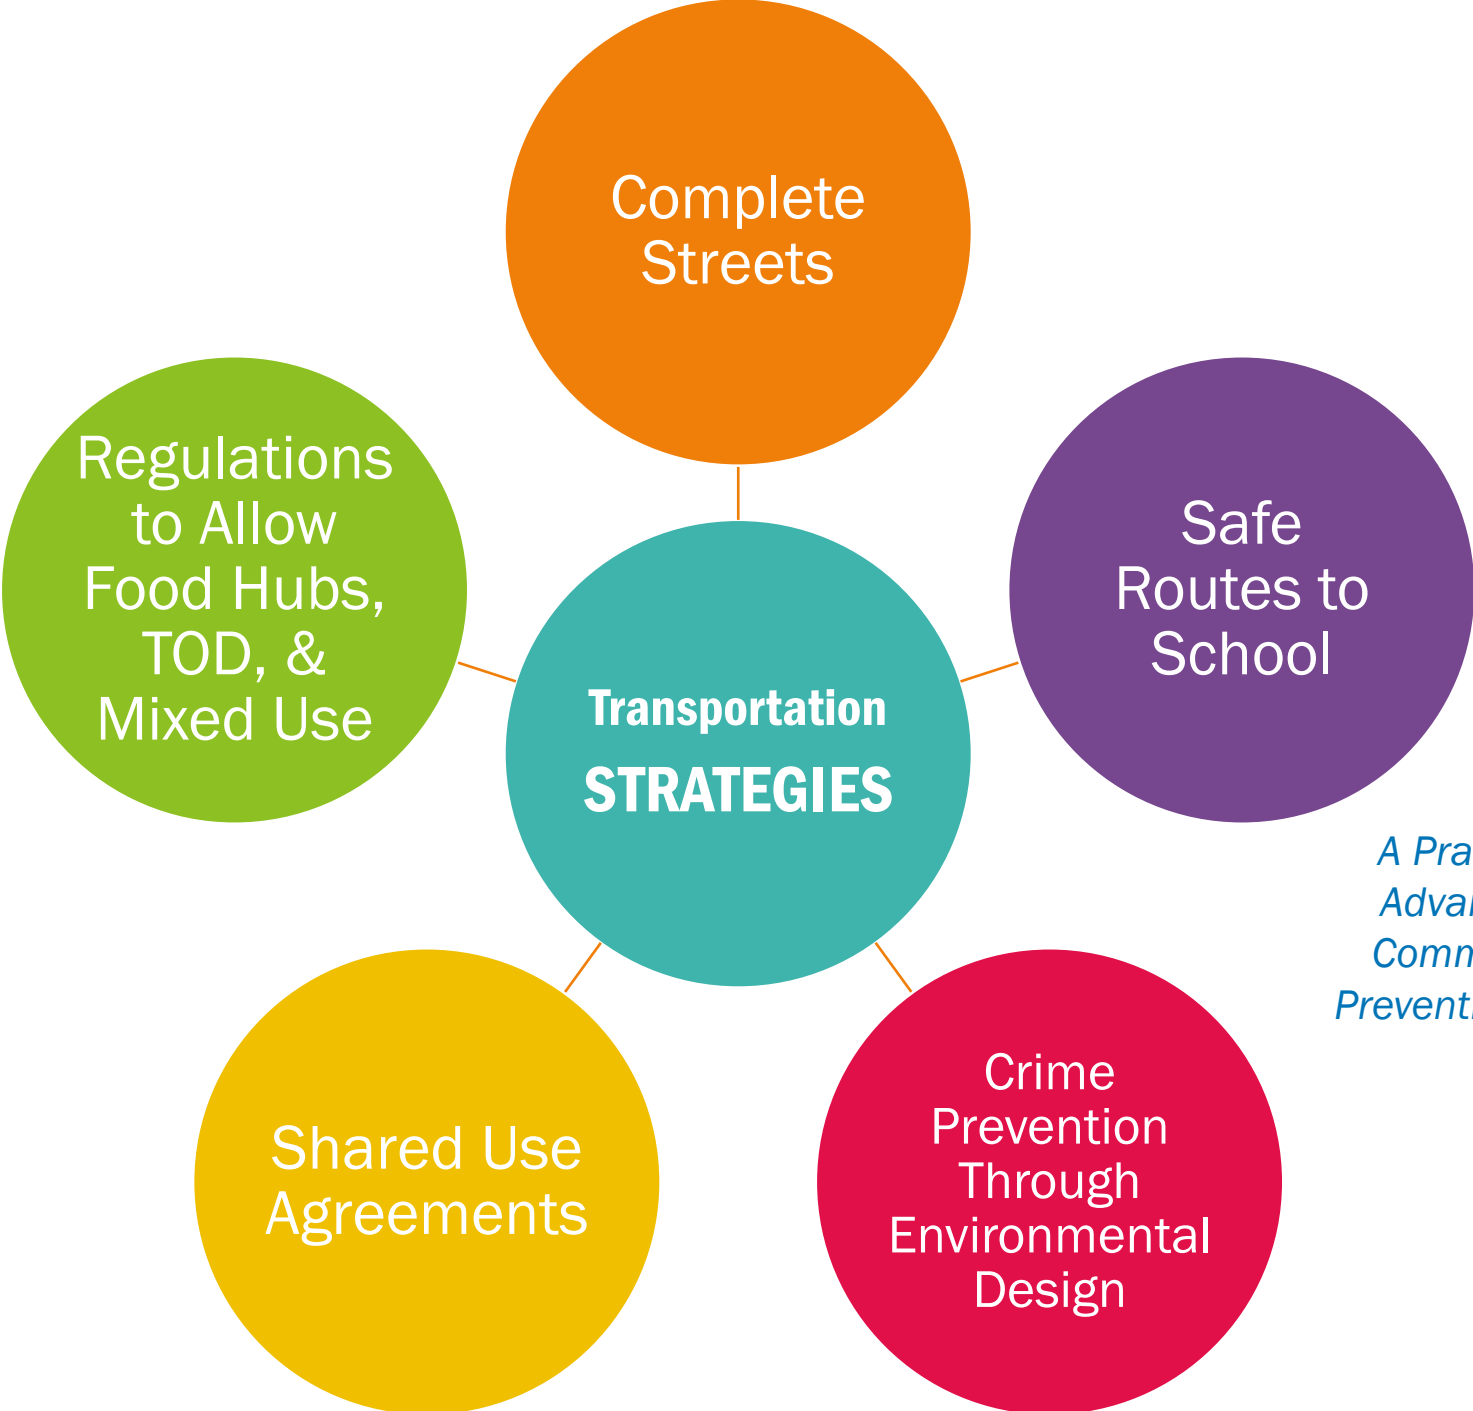 Complete
Streets
Regulations
to Allow
Food Hubs,
TOD, &
Mixed Use
Safe
Routes to
School
Transportation
STRATEGIES
A
Shared Use
Agreements
Crime
Prevention
Through
Environmental
Design